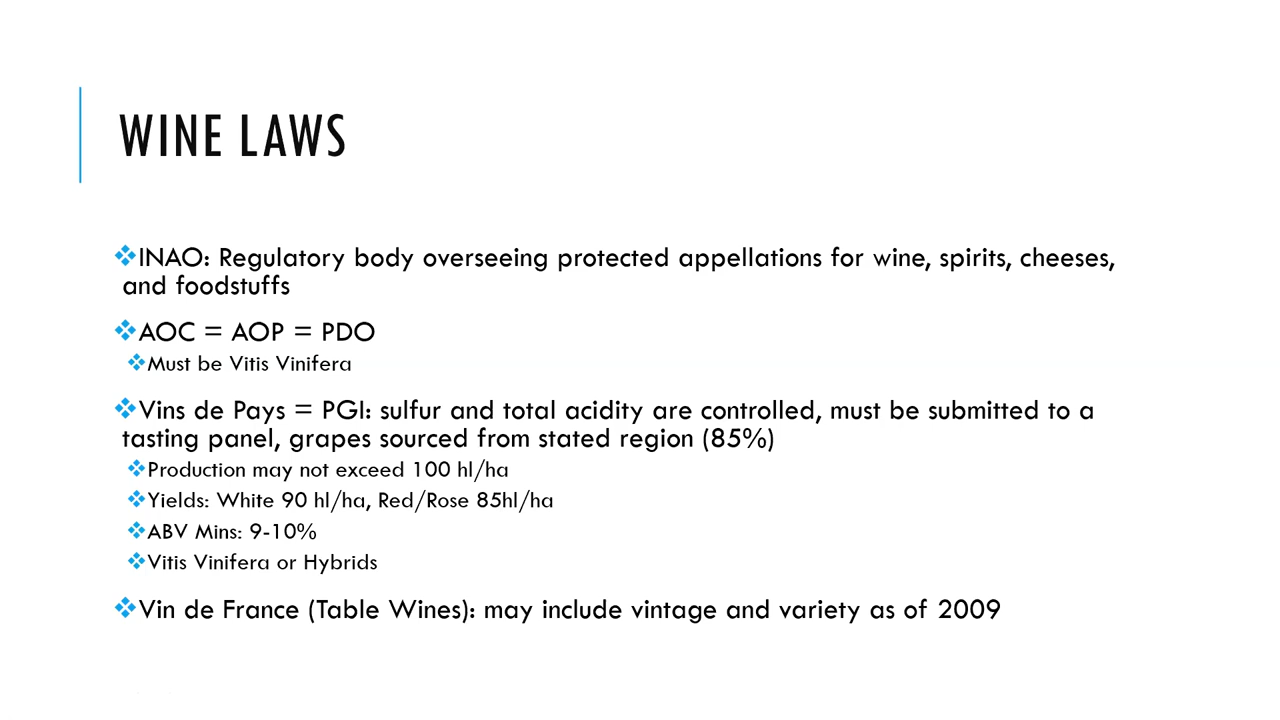 WINE LAWS
INAO: Regulatory body overseeing protected appellations for wine, spirits, cheeses,
and foodstuffs
AOC = AOP = PDO
Must be Vitis Vinifera
Vins de Pays = PGI: sulfur and total acidity are controlled, must be submitted to a
tasting panel, grapes sourced from stated region (85%)
Production may not exceed 100 hl/ha
Yields: White 90 hl/ha, Red/Rose 85hl/ha
ABV Mins: 9-10%
Vitis Vinifera or Hybrids
Vin de France (Table Wines): may include vintage and variety as of 2009